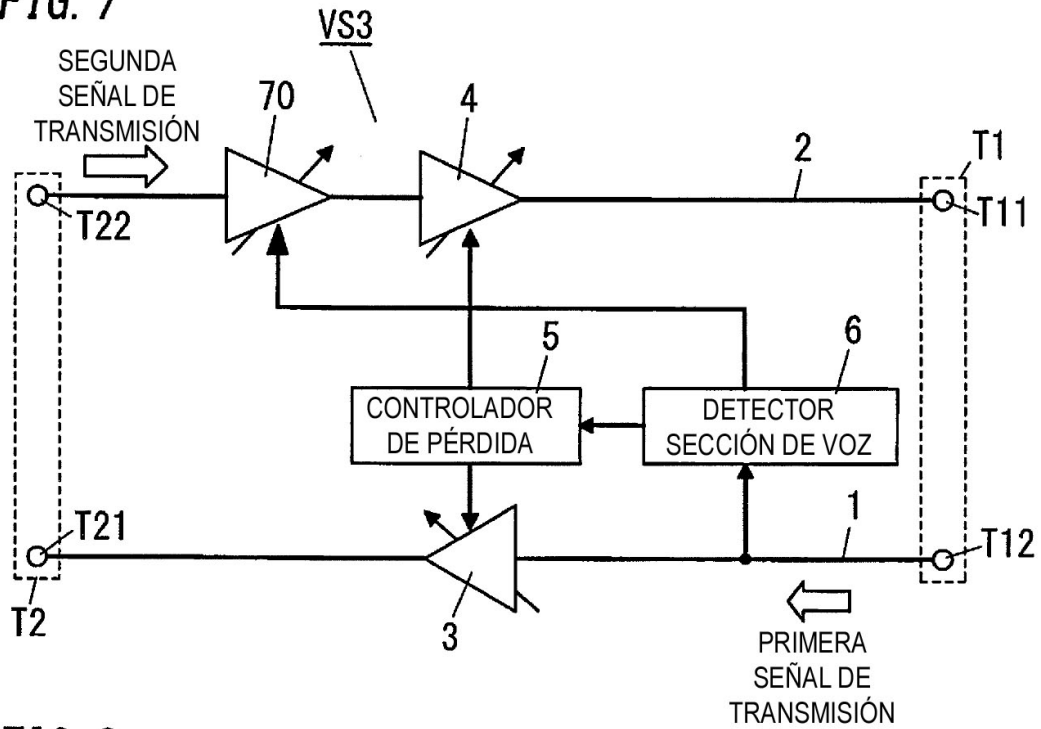 FIG. 7
VS3
SEGUNDA
SEÑAL DE
TRANSMISIÓN
70
4
2
T1
T22
T11
5
6
CONTROLADOR
DE PÉRDIDA
DETECTOR
SECCIÓN DE VOZ
T21
1
T12
T2
3
PRIMERA
SEÑAL DE
TRANSMISIÓN